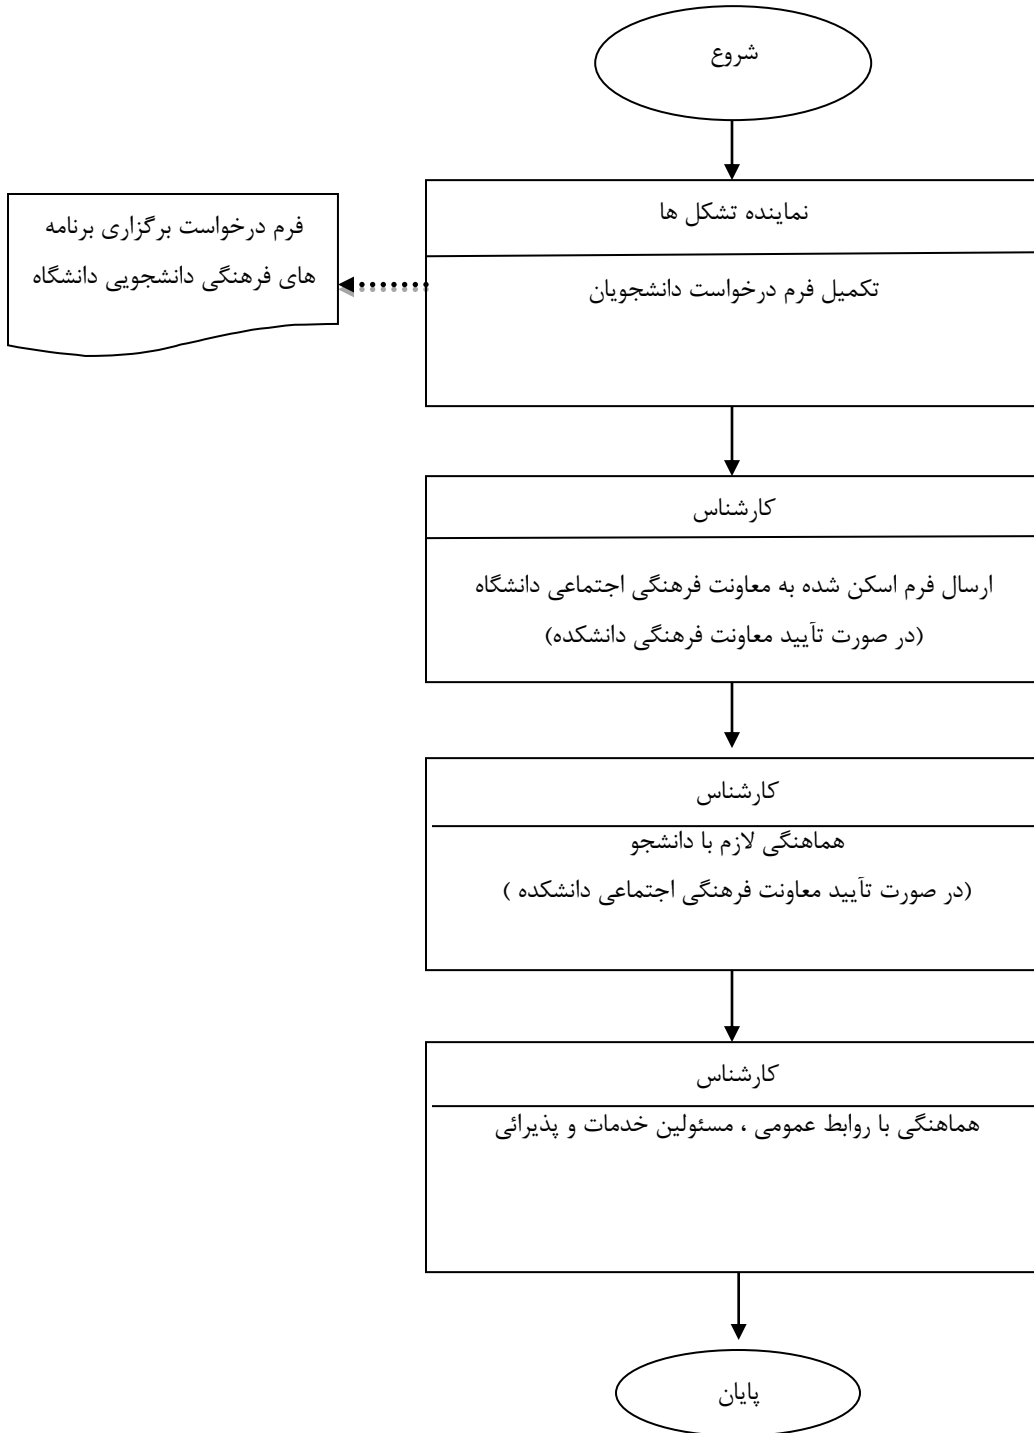 شروع
نماینده تشکل ها
تکمیل فرم درخواست دانشجویان
فرم درخواست برگزاری برنامه
های فرهنگی دانشجویی دانشگاه
کارشناس
ارسال فرم اسکن شده به معاونت فرهنگی اجتماعی دانشگاه
(در صورت تآیید معاونت فرهنگی دانشکده)
کارشناس
هماهنگی لازم با دانشجو
(در صورت تآیید معاونت فرهنگی اجتماعی دانشکده )
کارشناس
هماهنگی با روابط عمومی ، مسئولین خدمات و پذیرائی
پایان